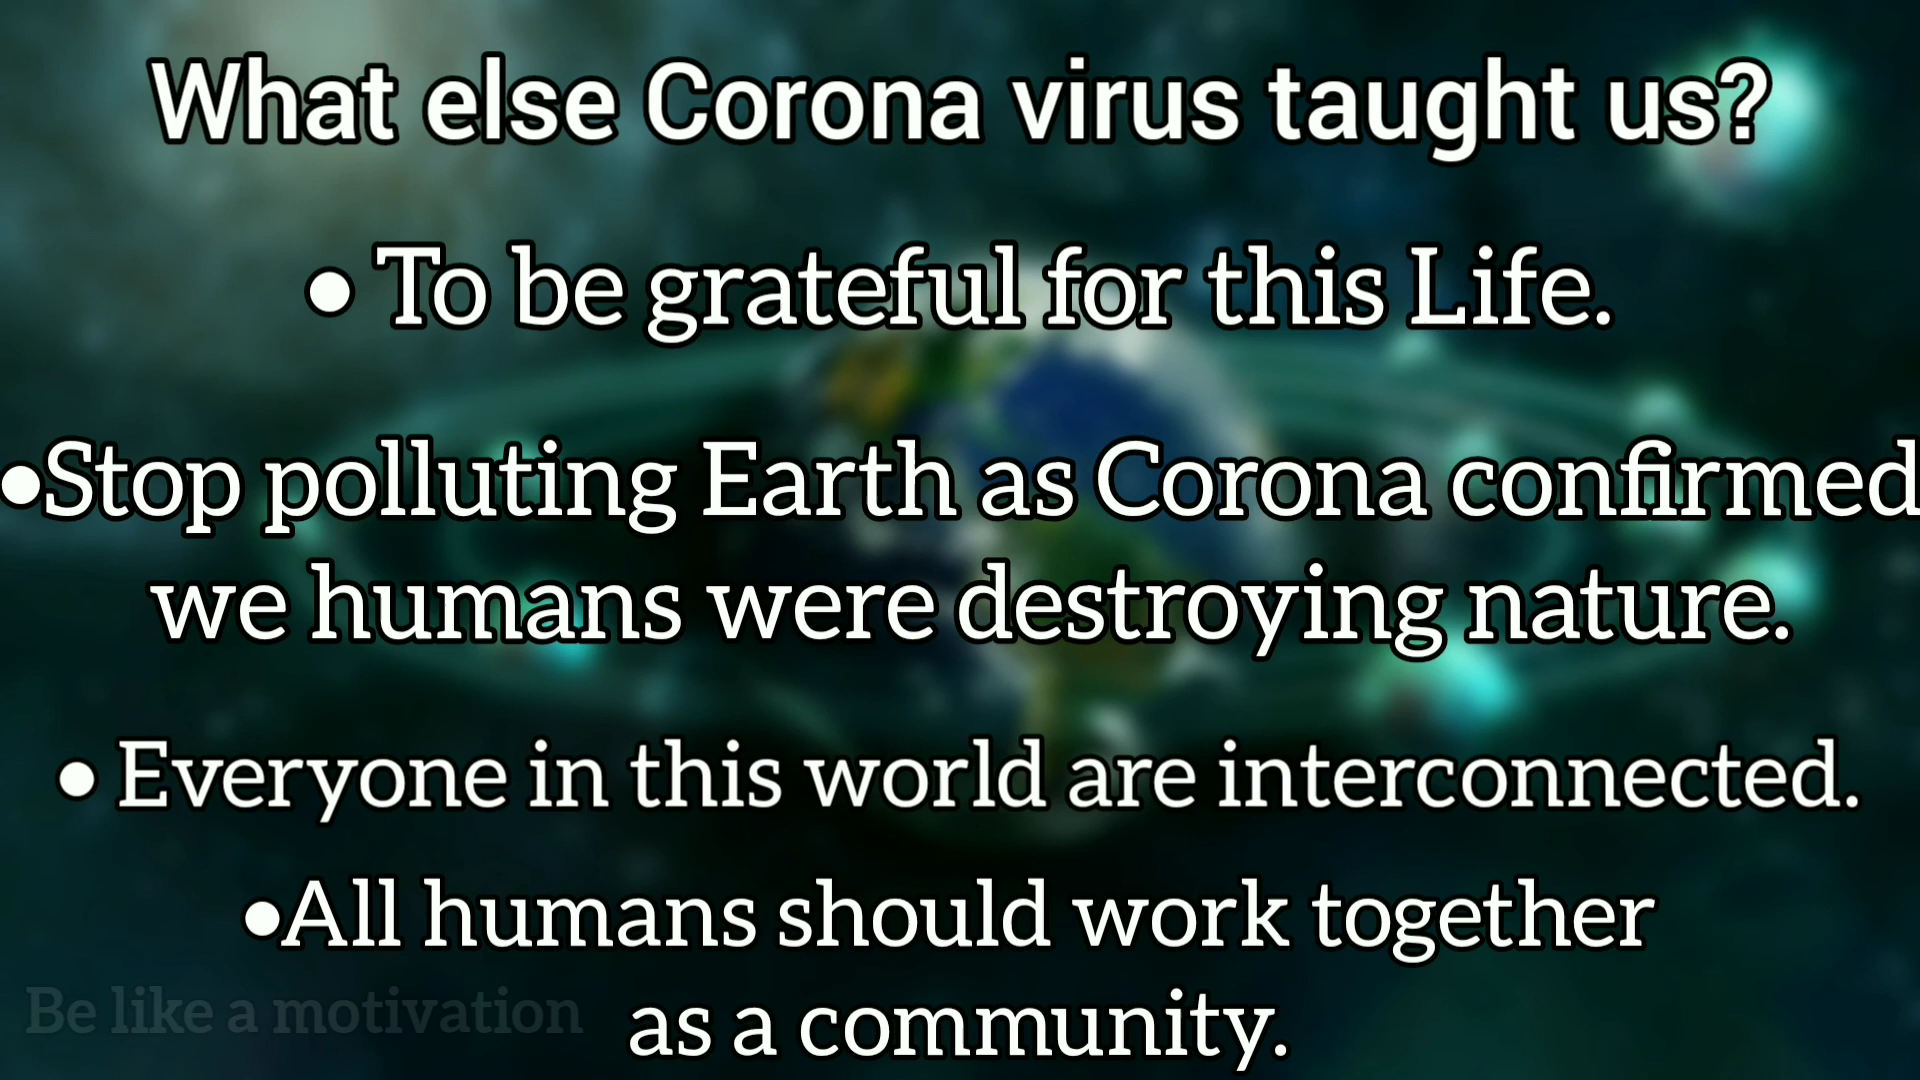 What else Corona virus taught us?
• To be grateful for this Life.
•Stop polluting Earth as Corona confirmed
we humans were destroying nature.
• Everyone in this world are interconnected.
•All humans should work together
as a community.
Be like a motivation